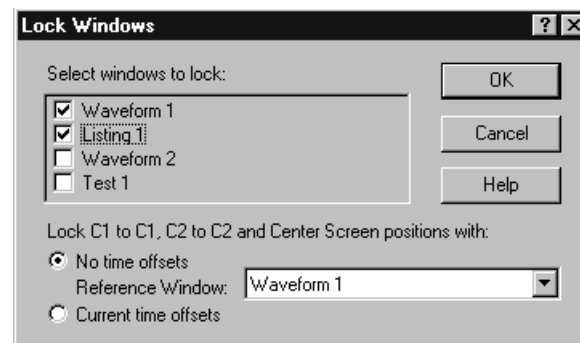 Lock Windows
Select windows to lock:
Waveform 1
Listing 1
Waveform 2
Test 1
OK
Cancel
Help
Lock C1 to C1, C2 to C2 and Center Screen positions with:
No time offsets
Reference Window: Waveform 1
Current time offsets